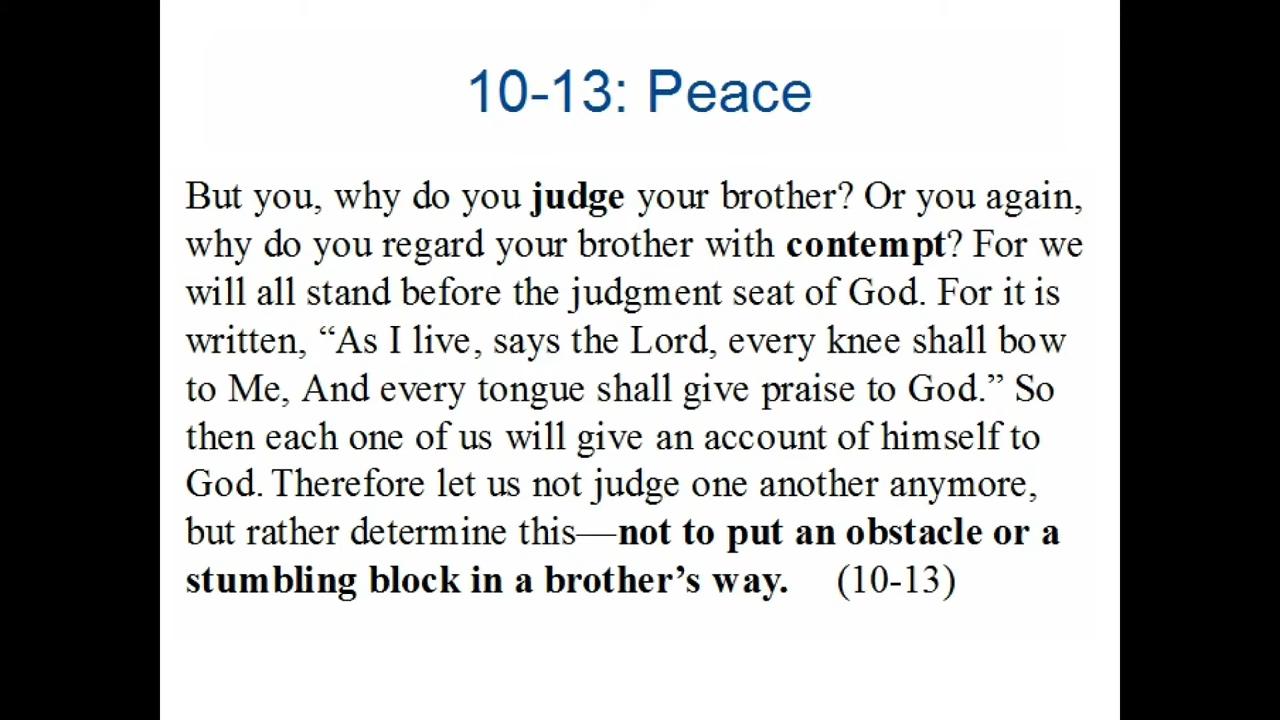 10-13: Peace
But you, why do you judge your brother? Or you again,
why do you regard your brother with contempt? For we
will all stand before the judgment seat of God. For it is
written, “As I live, says the Lord, every knee shall bow
to Me, And every tongue shall give praise to God.” So
then each one of us will give an account of himself to
God. Therefore let us not judge one another anymore,
but rather determine this—not to put an obstacle or a
stumbling block in a brother’s way. (10-13)